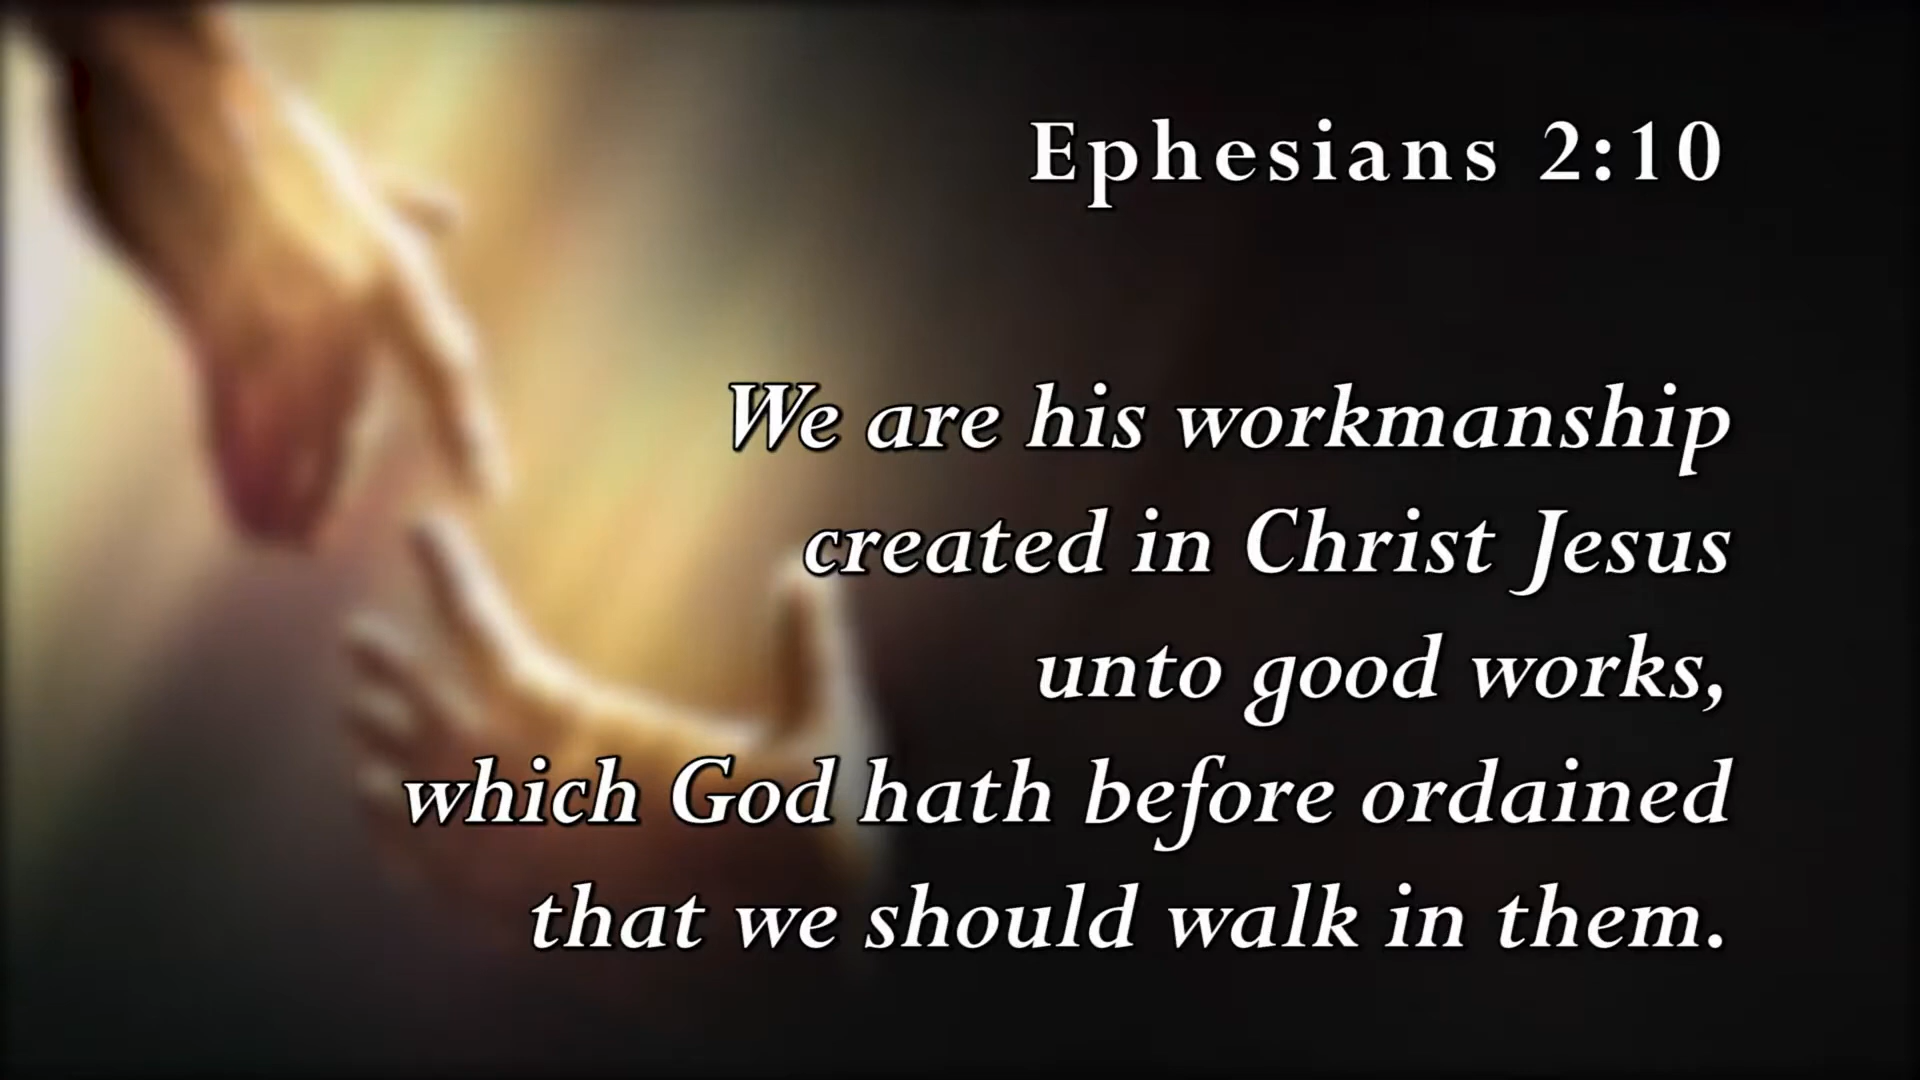 Ephesians 2:10
We are his workmanship
created in Christ Jesus
unto good works,
which God hath before ordained
that we should walk in them.